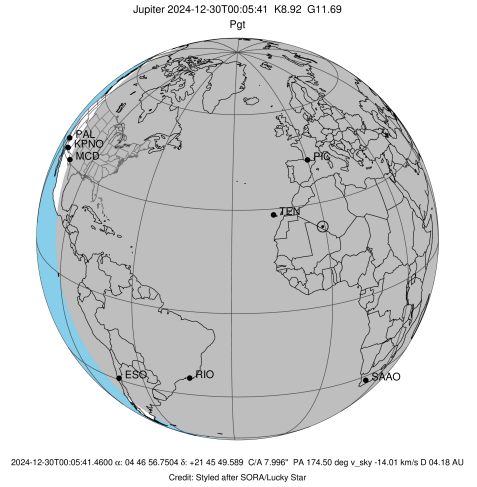 Jupiter 2024-12-30T00:05:41 K8.92 G11.69
Pgt
PAL
KPNO
MCD
PIC
TEN
ESO
RIO
SAAO
2024-12-30T00:05:41.4600 α: 04 46 56.7504 δ: +21 45 49.589 C/A 7.996" PA 174.50 deg v_sky -14.01 km/s D 04.18 AU
Credit: Styled after SORA/Lucky Star